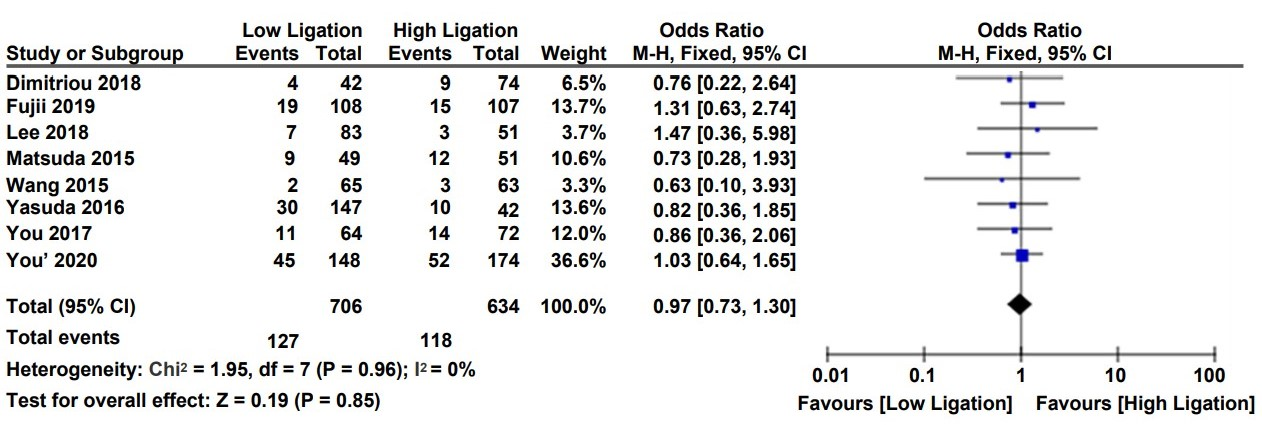 Low Ligation High Ligation Odds Ratio Odds Ratio
Study or Subgroup Events Total Events Total Weight M-H, Fixed, 95% CI M-H, Fixed, 95% CI
Dimitriou 2018 4 42 9 74 6.5% 0.76 [0.22, 2.64]
Fujii 2019 19 108 15 107 13.7% 1.31 [0.63, 2.74]
Lee 2018 7 83 3 51 3.7% 1.47 [0.36, 5.98]
Matsuda 2015 9 49 12 51 10.6% 0.73 [0.28, 1.93]
Wang 2015 2 65 3 63 3.3% 0.63 [0.10, 3.93]
Yasuda 2016 30 147 10 42 13.6% 0.82 [0.36, 1.85]
You 2017 11 64 14 72 12.0% 0.86 [0.36, 2.06]
You’ 2020 45 148 52 174 36.6% 1.03 [0.64, 1.65]
Total (95% CI) 706 634 100.0% 0.97 [0.73, 1.30]
Total events 127 118
Heterogeneity: Chi² = 1.95, df = 7 (P = 0.96); I² = 0%
Test for overall effect: Z = 0.19 (P = 0.85)
0.01 0.1 1 10 100
Favours [Low Ligation] Favours [High Ligation]